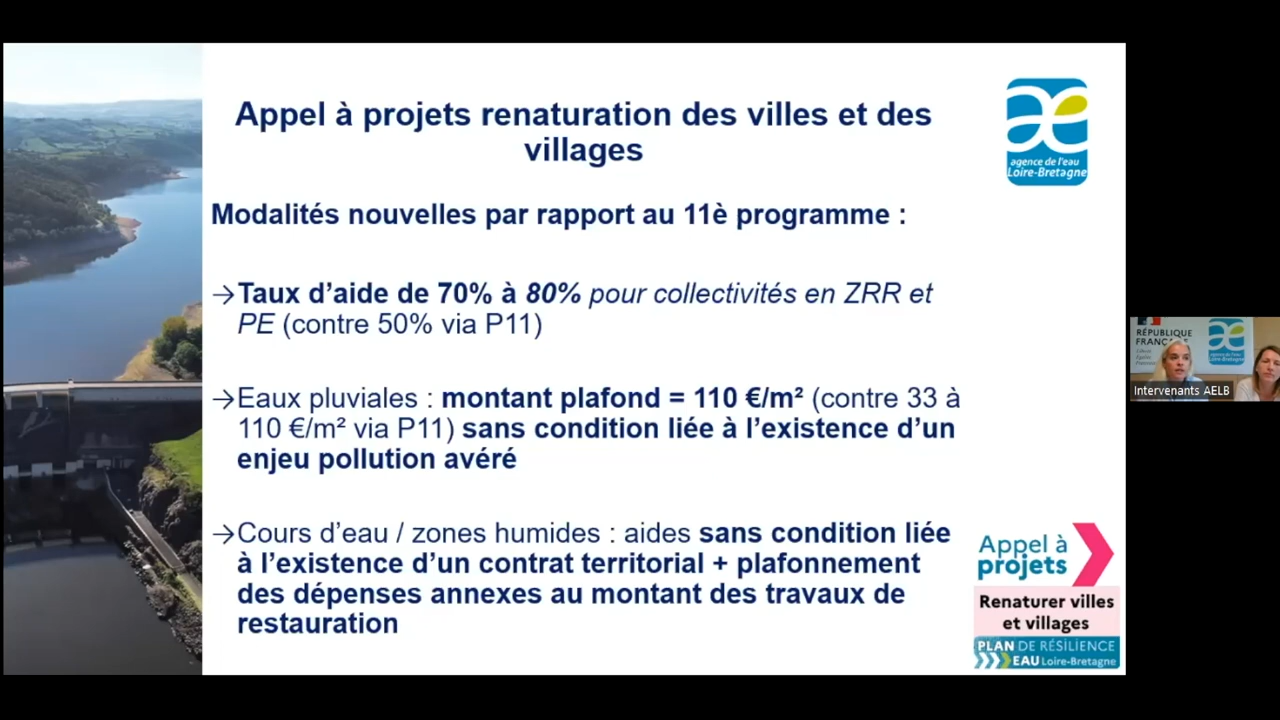 Appel à projets renaturation des villes et des
villages
agence de l'eau
Loire-Bretagne
Modalités nouvelles par rapport au 11è programme :
→Taux d'aide de 70% à 80% pour collectivités en ZRR et
PE (contre 50% via P11)
→Eaux pluviales : montant plafond = 110 €/m² (contre 33 à
110 €/m² via P11) sans condition liée à l'existence d'un
enjeu pollution avéré
→Cours d'eau / zones humides : aides sans condition liée
à l'existence d'un contrat territorial + plafonnement
des dépenses annexes au montant des travaux de
restauration
Appel à
projets
Renaturer villes
et villages
PLAN DE RÉSILIENCE
EAU Loire-Bretagne
RÉPUBLIQUE
Intervenants AELB